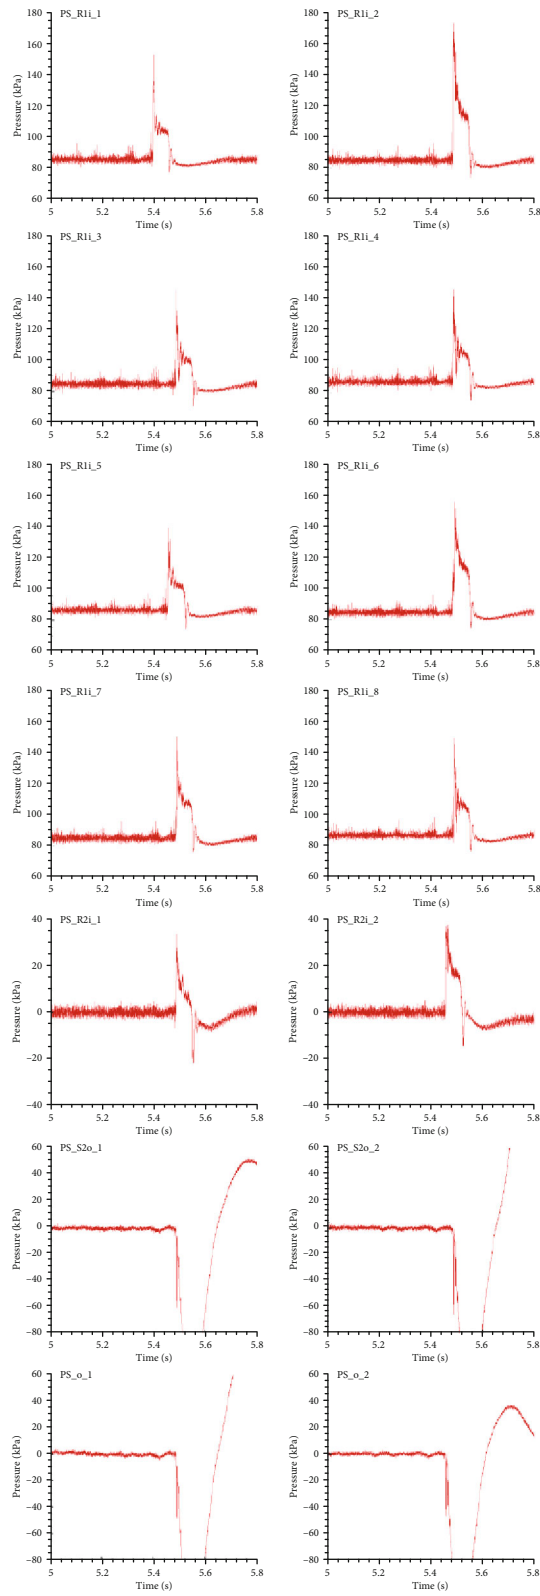 PS_R1i_1
Pressure (kPa)
180
160
140
120
100
80
60
5 5.2 5.4 5.6 5.8
Time (s)
PS_R1i_2
Pressure (kPa)
180
160
140
120
100
80
60
5 5.2 5.4 5.6 5.8
Time (s)
PS_R1i_3
Pressure (kPa)
180
160
140
120
100
80
60
5 5.2 5.4 5.6 5.8
Time (s)
PS_R1i_4
Pressure (kPa)
180
160
140
120
100
80
60
5 5.2 5.4 5.6 5.8
Time (s)
PS_R1i_5
Pressure (kPa)
180
160
140
120
100
80
60
5 5.2 5.4 5.6 5.8
Time (s)
PS_R1i_6
Pressure (kPa)
180
160
140
120
100
80
60
5 5.2 5.4 5.6 5.8
Time (s)
PS_R1i_7
Pressure (kPa)
180
160
140
120
100
80
60
5 5.2 5.4 5.6 5.8
Time (s)
PS_R1i_8
Pressure (kPa)
180
160
140
120
100
80
60
5 5.2 5.4 5.6 5.8
Time (s)
PS_R2i_1
Pressure (kPa)
40
20
0
–20
–40
5 5.2 5.4 5.6 5.8
Time (s)
PS_R2i_2
Pressure (kPa)
40
20
0
–20
–40
5 5.2 5.4 5.6 5.8
Time (s)
PS_S2o_1
Pressure (kPa)
60
40
20
0
–20
–40
–60
–80
5 5.2 5.4 5.6 5.8
Time (s)
PS_S2o_2
Pressure (kPa)
60
40
20
0
–20
–40
–60
–80
5 5.2 5.4 5.6 5.8
Time (s)
PS_o_1
Pressure (kPa)
60
40
20
0
–20
–40
–60
–80
5 5.2 5.4 5.6 5.8
Time (s)
PS_o_2
Pressure (kPa)
60
40
20
0
–20
–40
–60
–80
5 5.2 5.4 5.6 5.8
Time (s)